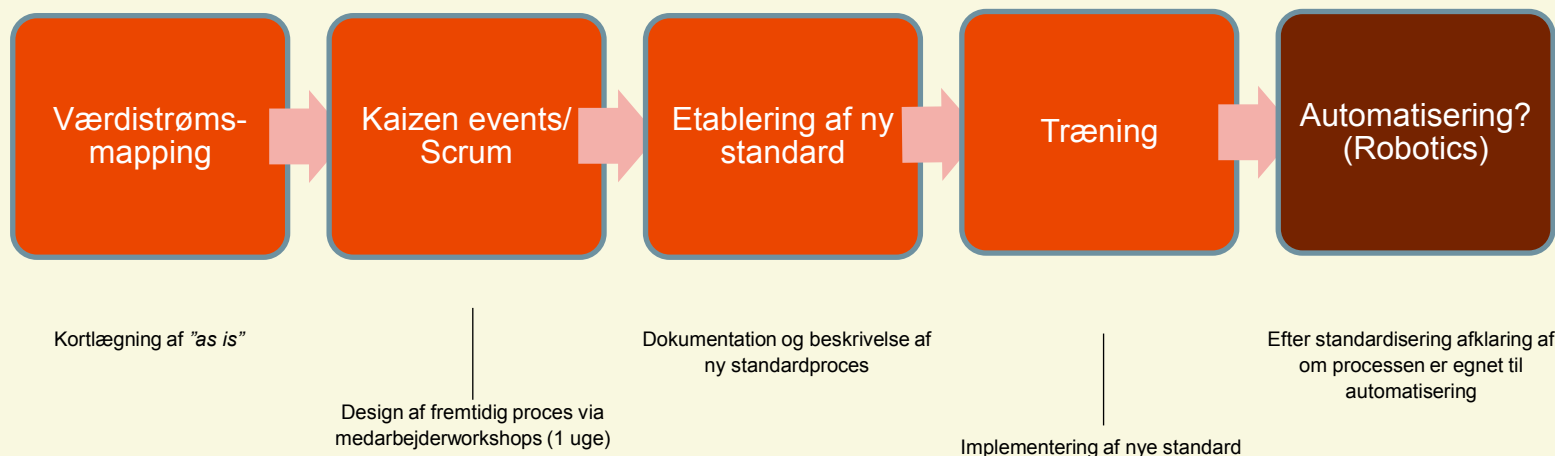 Værdistrøms-
mapping
Kaizen events/
Scrum
Etablering af ny
standard
Træning
Automatisering?
(Robotics)
Kortlægning af ”as is”
Design af fremtidig proces via
medarbejderworkshops (1 uge)
Dokumentation og beskrivelse af
ny standardproces
Implementering af nye standard
Efter standardisering afklaring af
om processen er egnet til
automatisering